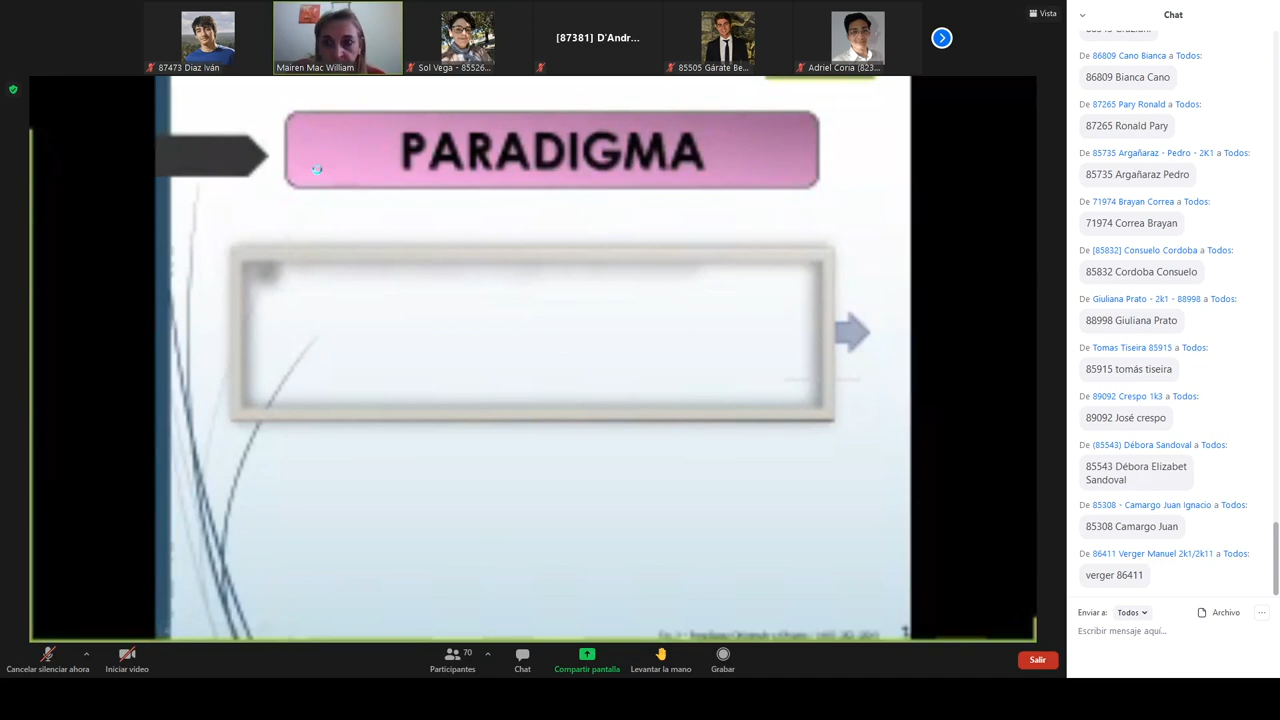 Vista
[87381] D'Andr...
87473 Diaz Iván
Mairen Mac William
Sol Vega - 85526...
85505 Gárate Be...
Adriel Coria (823...
PARADIGMA
Cancelar silenciar ahora
Iniciar video
Participantes
70
Chat
Compartir pantalla
Levantar la mano
Grabar
Salir
Chat
De 86809 Cano Bianca a Todos:
86809 Bianca Cano
De 87265 Pary Ronald a Todos:
87265 Ronald Pary
De 85735 Argañaraz - Pedro - 2K1 a Todos:
85735 Argañaraz Pedro
De 71974 Brayan Correa a Todos:
71974 Correa Brayan
De [85832] Consuelo Cordoba a Todos:
85832 Cordoba Consuelo
De Giuliana Prato - 2k1 - 88998 a Todos:
88998 Giuliana Prato
De Tomas Tiseira 85915 a Todos:
85915 tomás tiseira
De 89092 Crespo 1k3 a Todos:
89092 José crespo
De (85543) Débora Sandoval a Todos:
85543 Débora Elizabet
Sandoval
De 85308 - Camargo Juan Ignacio a Todos:
85308 Camargo Juan
De 86411 Verger Manuel 2k1/2k11 a Todos:
verger 86411
Enviar a: Todos
Archivo
Escribir mensaje aquí...